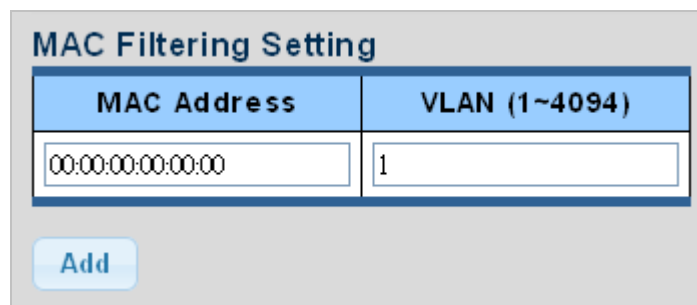 MAC Filtering Setting
MAC Address VLAN (1~4094)
00:00:00:00:00:00 1
Add